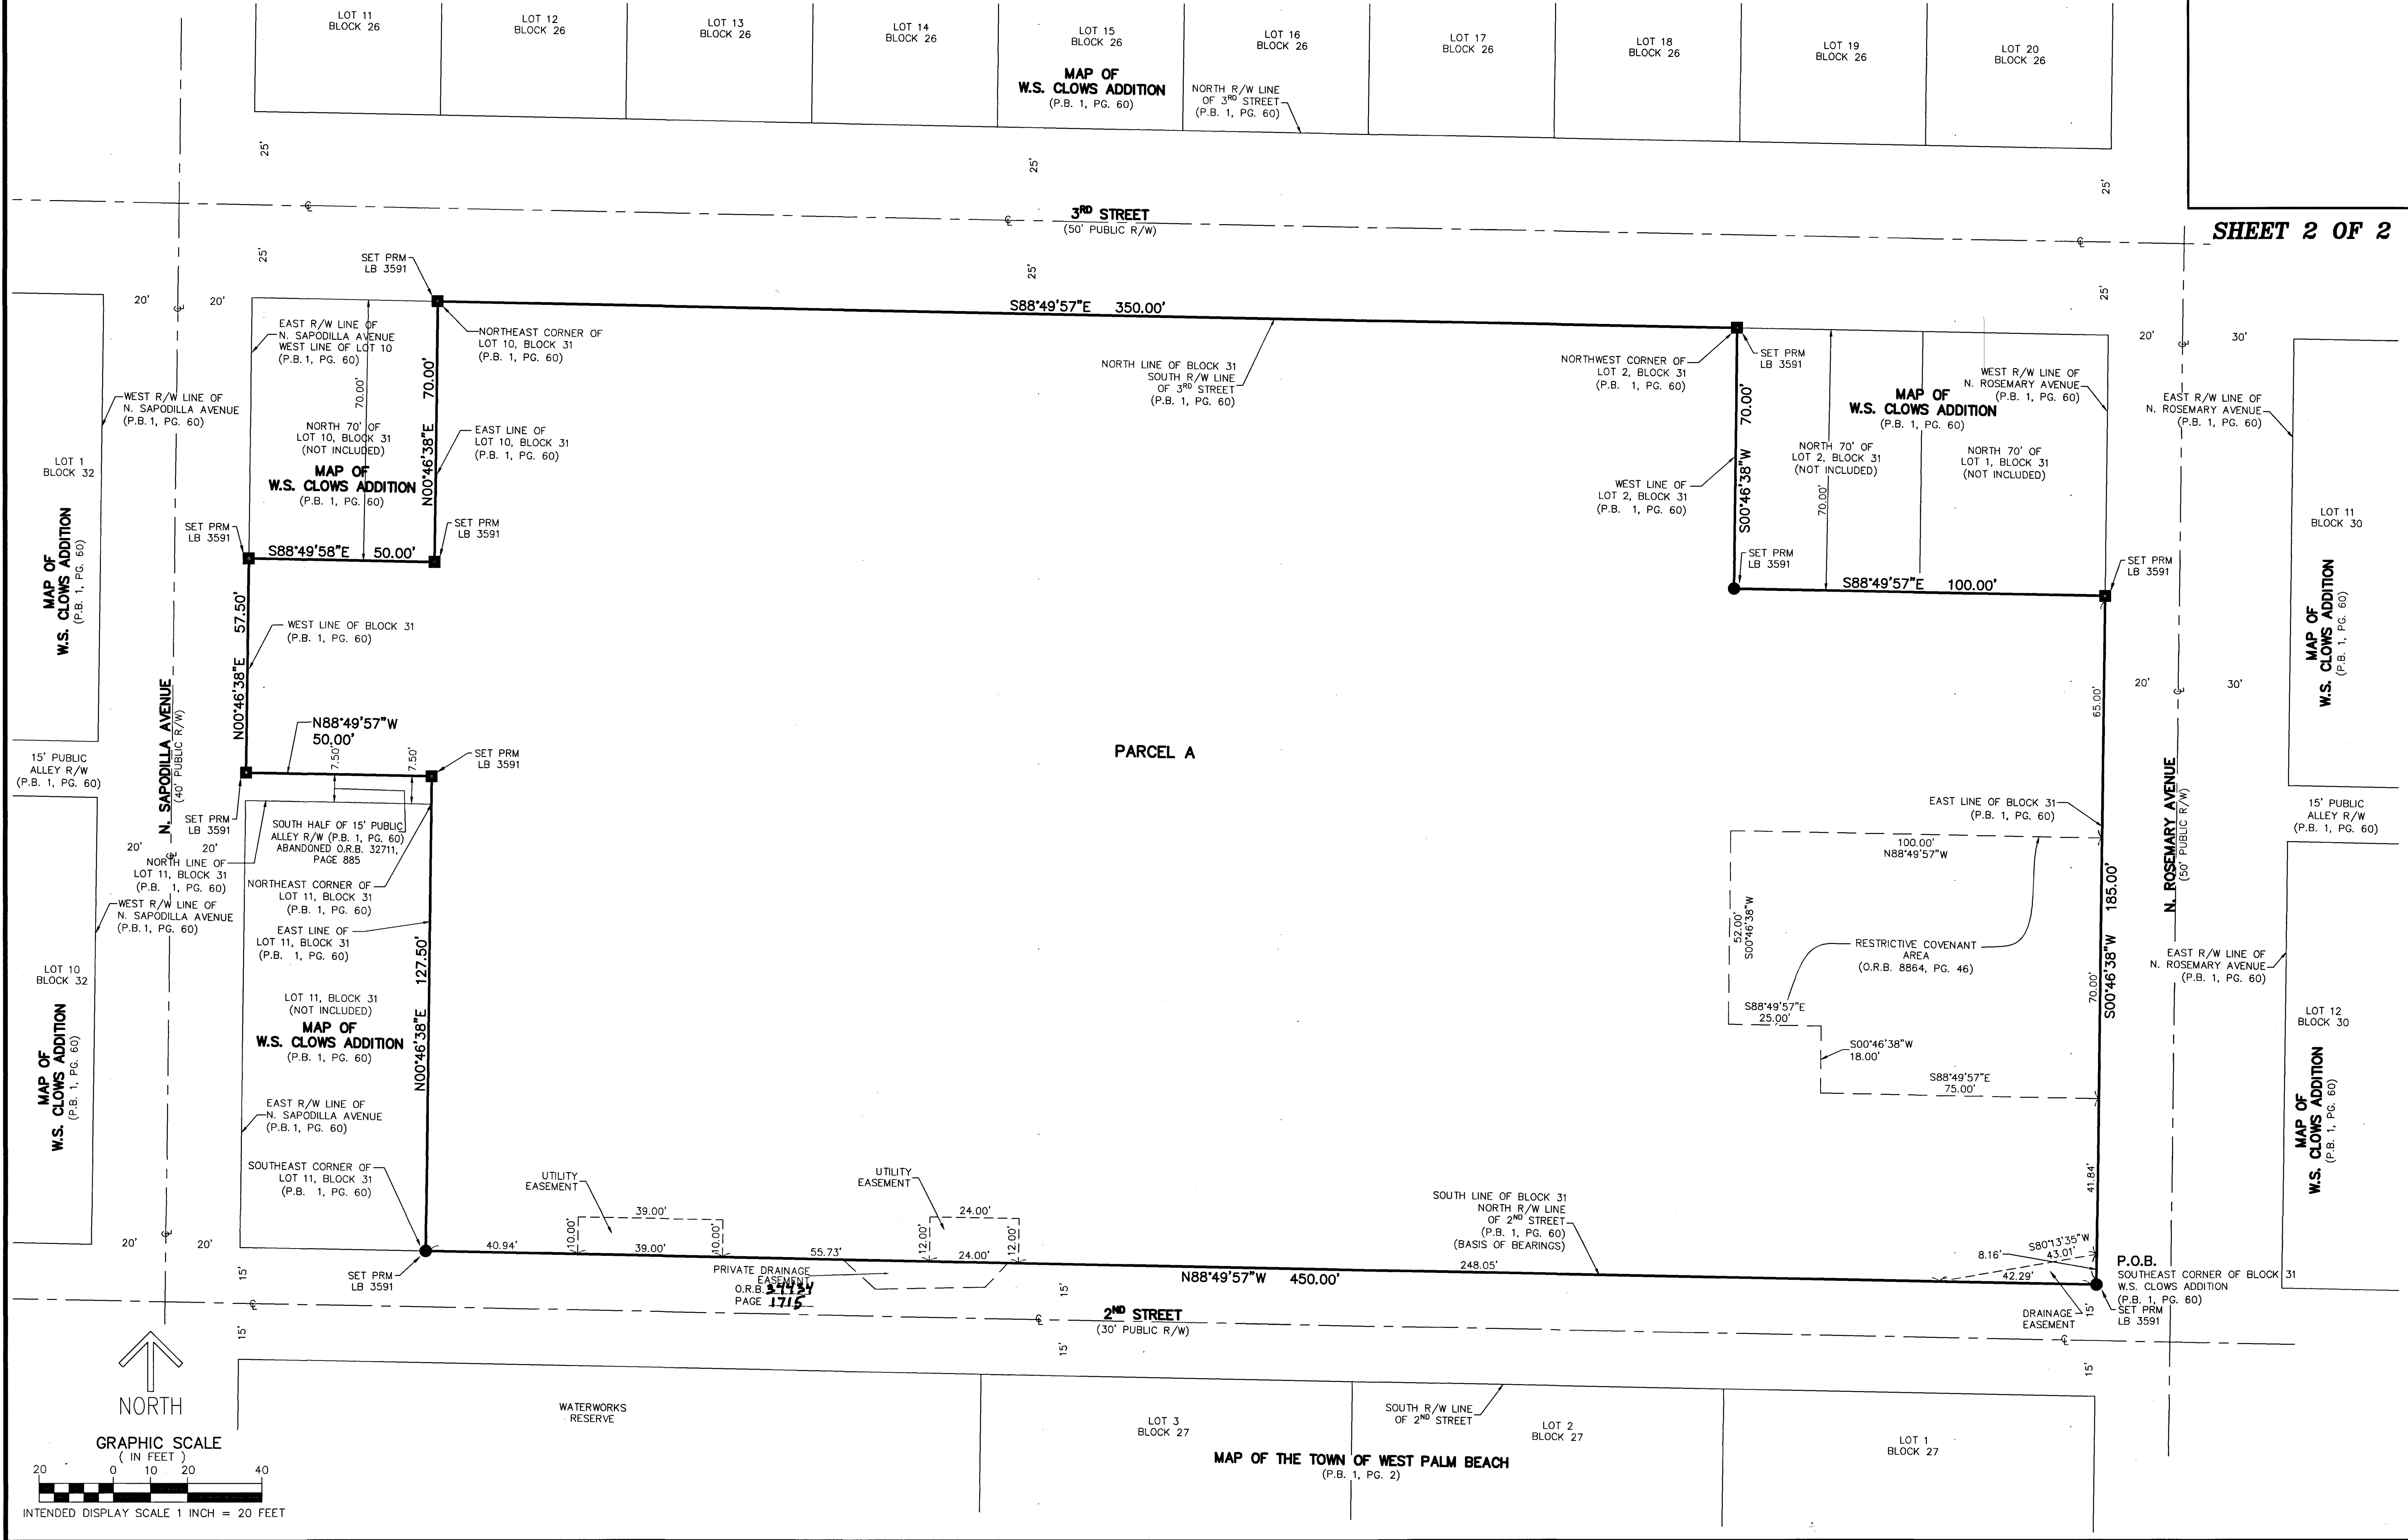 LOT 11
BLOCK 26
LOT 12
BLOCK 26
LOT 13
BLOCK 26
LOT 14
BLOCK 26
LOT 15
BLOCK 26
LOT 16
BLOCK 26
LOT 17
BLOCK 26
LOT 18
BLOCK 26
LOT 19
BLOCK 26
LOT 20
BLOCK 26
MAP OF
W.S. CLOWS ADDITION
(P.B. 1, PG. 60)
NORTH R/W LINE
OF 3RD STREET
(P.B. 1, PG. 60)
25'
25'
25'
3RD STREET
(50' PUBLIC R/W)
SHEET 2 OF 2
25'
25'
25'
SET PRM
LB 3591
20'
20'
S88°49'57"E 350.00'
EAST R/W LINE OF
N. SAPODILLA AVENUE
WEST LINE OF LOT 10
(P.B. 1, PG. 60)
NORTHEAST CORNER OF
LOT 10, BLOCK 31
(P.B. 1, PG. 60)
NORTH LINE OF BLOCK 31
SOUTH R/W LINE
OF 3RD STREET
(P.B. 1, PG. 60)
NORTHWEST CORNER OF
LOT 2, BLOCK 31
(P.B. 1, PG. 60)
SET PRM
LB 3591
20'
30'
WEST R/W LINE OF
N. ROSEMARY AVENUE
(P.B. 1, PG. 60)
EAST R/W LINE OF
N. ROSEMARY AVENUE
(P.B. 1, PG. 60)
WEST R/W LINE OF
N. SAPODILLA AVENUE
(P.B. 1, PG. 60)
70.00'
N00°46'38"E 70.00'
S00°46'38"W 70.00'
70.00'
MAP OF
W.S. CLOWS ADDITION
(P.B. 1, PG. 60)
NORTH 70' OF
LOT 10, BLOCK 31
(NOT INCLUDED)
MAP OF
W.S. CLOWS ADDITION
(P.B. 1, PG. 60)
EAST LINE OF
LOT 10, BLOCK 31
(P.B. 1, PG. 60)
NORTH 70' OF
LOT 2, BLOCK 31
(NOT INCLUDED)
NORTH 70' OF
LOT 1, BLOCK 31
(NOT INCLUDED)
LOT 1
BLOCK 32
WEST LINE OF
LOT 2, BLOCK 31
(P.B. 1, PG. 60)
LOT 11
BLOCK 30
MAP OF
W.S. CLOWS ADDITION
(P.B. 1, PG. 60)
SET PRM
LB 3591
SET PRM
LB 3591
S88°49'58"E 50.00'
SET PRM
LB 3591
S88°49'57"E 100.00'
SET PRM
LB 3591
MAP OF
W.S. CLOWS ADDITION
(P.B. 1, PG. 60)
N00°46'38"E 57.50'
WEST LINE OF BLOCK 31
(P.B. 1, PG. 60)
65.00'
20'
30'
N. SAPODILLA AVENUE
(40' PUBLIC R/W)
N88°49'57"W
50.00'
7.50'
7.50'
SET PRM
LB 3591
PARCEL A
15' PUBLIC
ALLEY R/W
(P.B. 1, PG. 60)
SET PRM
LB 3591
SOUTH HALF OF 15' PUBLIC
ALLEY R/W (P.B. 1, PG. 60)
ABANDONED O.R.B. 32711,
PAGE 885
EAST LINE OF BLOCK 31
(P.B. 1, PG. 60)
N. ROSEMARY AVENUE
(50' PUBLIC R/W)
15' PUBLIC
ALLEY R/W
(P.B. 1, PG. 60)
20'
20'
NORTH LINE OF
LOT 11, BLOCK 31
(P.B. 1, PG. 60)
NORTHEAST CORNER OF
LOT 11, BLOCK 31
(P.B. 1, PG. 60)
100.00'
N88°49'57"W
S00°46'38"W 185.00'
WEST R/W LINE OF
N. SAPODILLA AVENUE
(P.B. 1, PG. 60)
EAST LINE OF
LOT 11, BLOCK 31
(P.B. 1, PG. 60)
52.00'
S00°46'38"W
RESTRICTIVE COVENANT
AREA
(O.R.B. 8864, PG. 46)
EAST R/W LINE OF
N. ROSEMARY AVENUE
(P.B. 1, PG. 60)
LOT 10
BLOCK 32
N00°46'38"E 127.50'
LOT 11, BLOCK 31
(NOT INCLUDED)
MAP OF
W.S. CLOWS ADDITION
(P.B. 1, PG. 60)
70.00'
S88°49'57"E
25.00'
LOT 12
BLOCK 30
S00°46'38"W
18.00'
MAP OF
W.S. CLOWS ADDITION
(P.B. 1, PG. 60)
S88°49'57"E
75.00'
MAP OF
W.S. CLOWS ADDITION
(P.B. 1, PG. 60)
EAST R/W LINE OF
N. SAPODILLA AVENUE
(P.B. 1, PG. 60)
SOUTHEAST CORNER OF
LOT 11, BLOCK 31
(P.B. 1, PG. 60)
UTILITY
EASEMENT
UTILITY
EASEMENT
41.84'
SOUTH LINE OF BLOCK 31
NORTH R/W LINE
OF 2ND STREET
(P.B. 1, PG. 60)
(BASIS OF BEARINGS)
20'
20'
40.94'
10.00'
39.00'
39.00'
10.00'
55.73'
12.00'
24.00'
24.00'
12.00'
248.05'
8.16'
S80°13'35"W
43.01'
42.29'
P.O.B.
SOUTHEAST CORNER OF BLOCK 31
W.S. CLOWS ADDITION
(P.B. 1, PG. 60)
SET PRM
LB 3591
DRAINAGE
EASEMENT
SET PRM
LB 3591
PRIVATE DRAINAGE
EASEMENT
O.R.B.
PAGE 1715
N88°49'57"W 450.00'
15'
15'
15'
2ND STREET
(30' PUBLIC R/W)
15'
15'
15'
NORTH
WATERWORKS
RESERVE
LOT 3
BLOCK 27
SOUTH R/W LINE
OF 2ND STREET
LOT 2
BLOCK 27
LOT 1
BLOCK 27
MAP OF THE TOWN OF WEST PALM BEACH
(P.B. 1, PG. 2)
GRAPHIC SCALE
( IN FEET )
20 0 10 20 40
INTENDED DISPLAY SCALE 1 INCH = 20 FEET